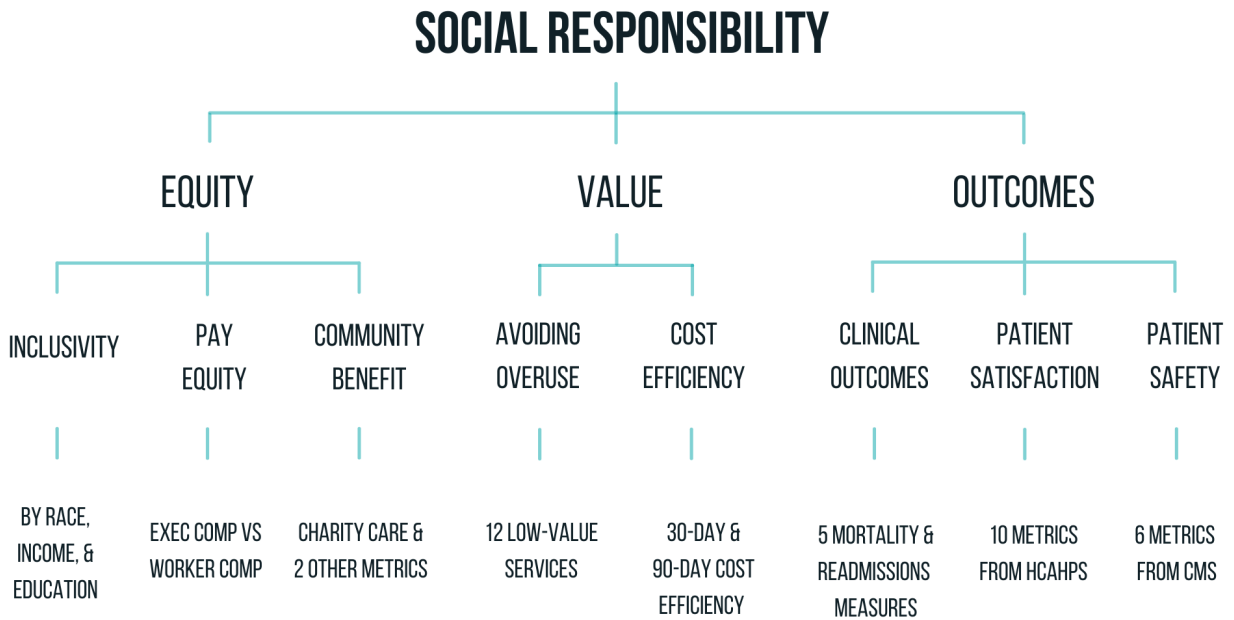 SOCIAL RESPONSIBILITY
EQUITY
VALUE
OUTCOMES
INCLUSIVITY
PAY
EQUITY
COMMUNITY
BENEFIT
AVOIDING
OVERUSE
COST
EFFICIENCY
CLINICAL
OUTCOMES
PATIENT
SATISFACTION
PATIENT
SAFETY
BY RACE,
INCOME, &
EDUCATION
EXEC COMP VS
WORKER COMP
CHARITY CARE &
2 OTHER METRICS
12 LOW-VALUE
SERVICES
30-DAY &
90-DAY COST
EFFICIENCY
5 MORTALITY &
READMISSIONS
MEASURES
10 METRICS
FROM HCAHPS
6 METRICS
FROM CMS